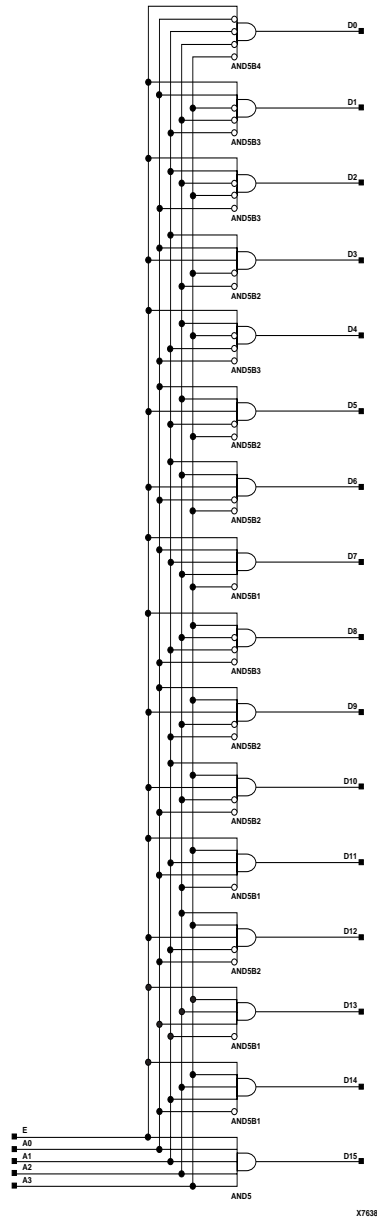 D0
AND5B4
D1
AND5B3
D2
AND5B3
D3
AND5B2
D4
AND5B3
D5
AND5B2
D6
AND5B2
D7
AND5B1
D8
AND5B3
D9
AND5B2
D10
AND5B2
D11
AND5B1
D12
AND5B2
D13
AND5B1
D14
AND5B1
E
A0
A1
D15
A2
A3
AND5
X7638